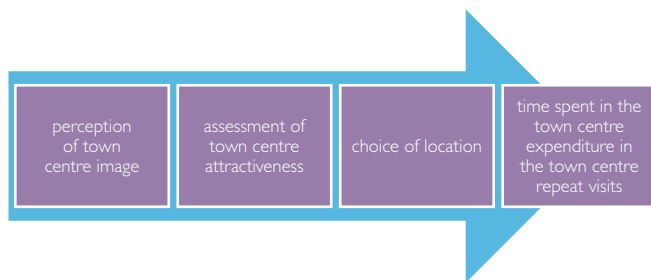 perception
of town
centre image
assessment of
town centre
attractiveness
choice of location
time spent in the
town centre
expenditure in
the town centre
repeat visits